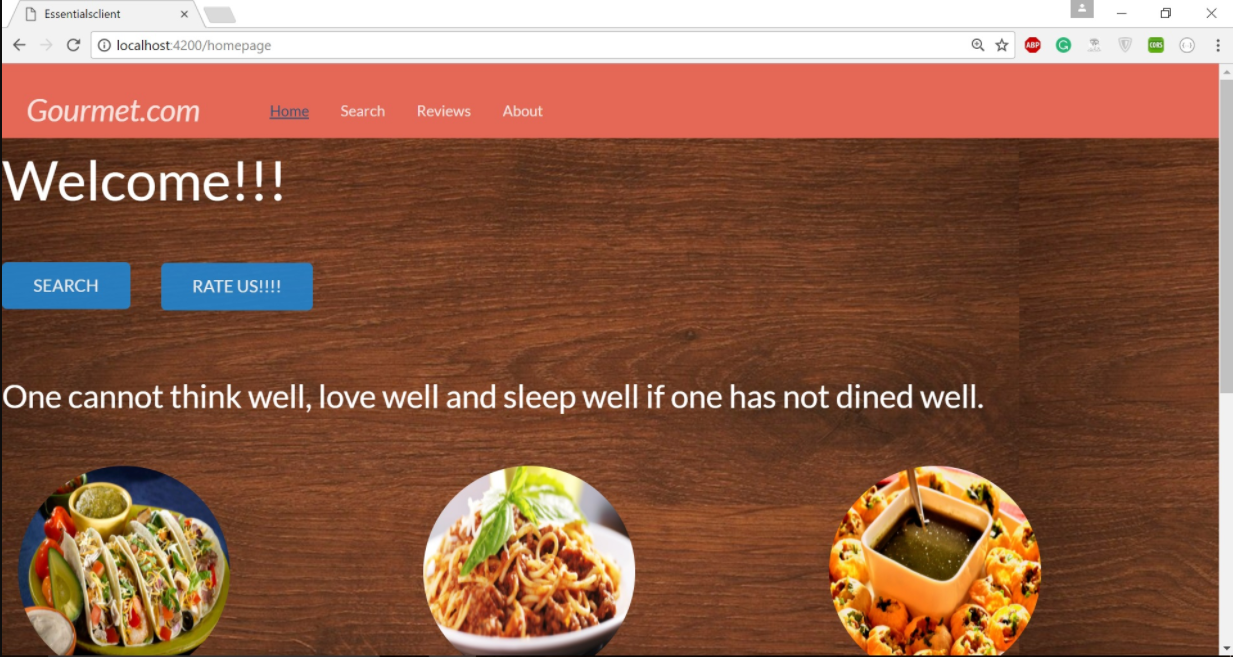 Essentialsclient
localhost:4200/homepage
ABP
CORS
Gourmet.com Home Search Reviews About
Welcome!!!
SEARCH RATE US!!!!
One cannot think well, love well and sleep well if one has not dined well.